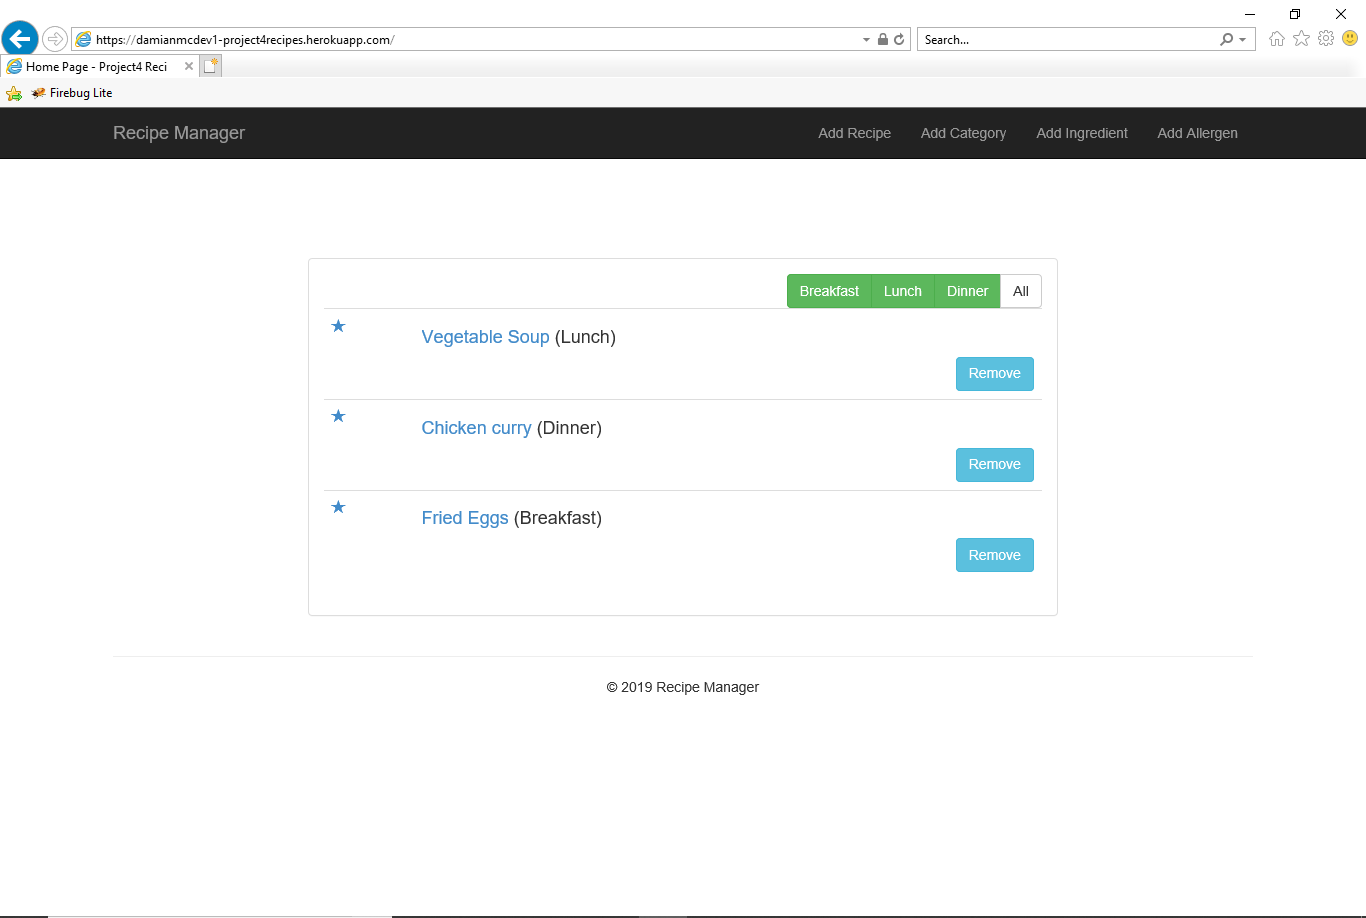 https://damianmcdev1-project4recipes.herokuapp.com/
Search...
Home Page - Project4 Reci
Firebug Lite
Recipe Manager
Add Recipe
Add Category
Add Ingredient
Add Allergen
Breakfast
Lunch
Dinner
All
Vegetable Soup (Lunch)
Remove
Chicken curry (Dinner)
Remove
Fried Eggs (Breakfast)
Remove
© 2019 Recipe Manager